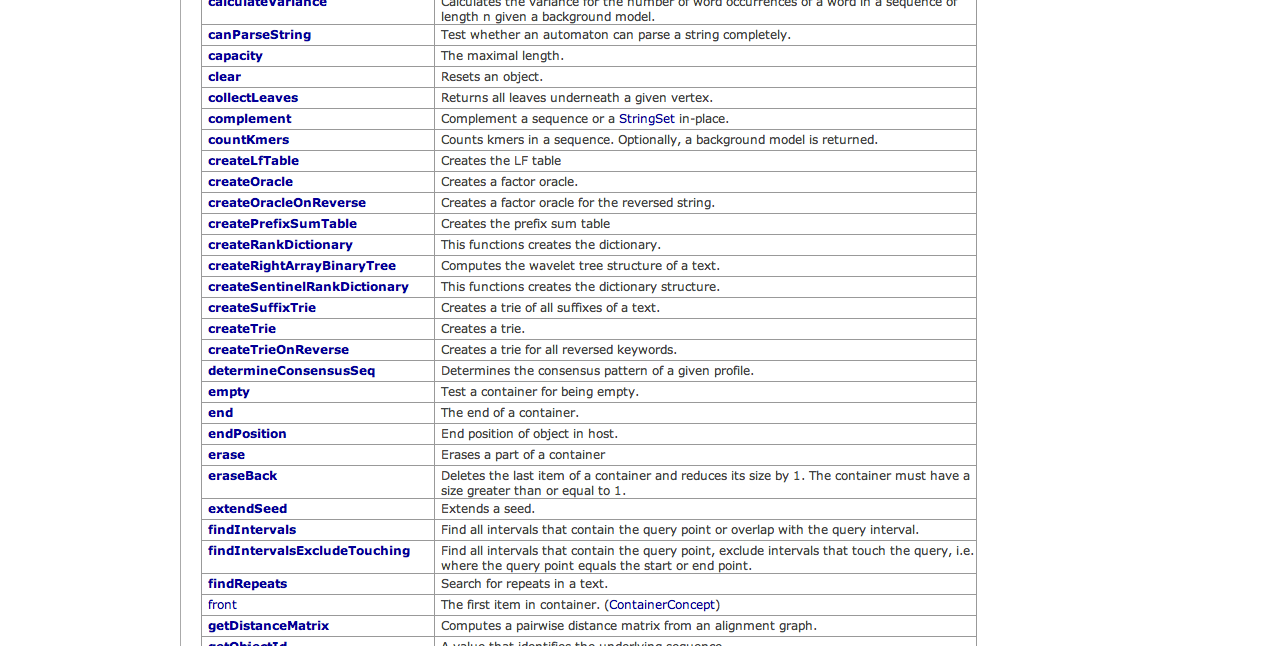 calculateVariance Calculates the variance for the number of word occurrences of a word in a sequence of
length n given a background model.
canParseString Test whether an automaton can parse a string completely.
capacity The maximal length.
clear Resets an object.
collectLeaves Returns all leaves underneath a given vertex.
complement Complement a sequence or a StringSet in-place.
countKmers Counts kmers in a sequence. Optionally, a background model is returned.
createLfTable Creates the LF table
createOracle Creates a factor oracle.
createOracleOnReverse Creates a factor oracle for the reversed string.
createPrefixSumTable Creates the prefix sum table
createRankDictionary This functions creates the dictionary.
createRightArrayBinaryTree Computes the wavelet tree structure of a text.
createSentinelRankDictionary This functions creates the dictionary structure.
createSuffixTrie Creates a trie of all suffixes of a text.
createTrie Creates a trie.
createTrieOnReverse Creates a trie for all reversed keywords.
determineConsensusSeq Determines the consensus pattern of a given profile.
empty Test a container for being empty.
end The end of a container.
endPosition End position of object in host.
erase Erases a part of a container
eraseBack Deletes the last item of a container and reduces its size by 1. The container must have a
size greater than or equal to 1.
extendSeed Extends a seed.
findIntervals Find all intervals that contain the query point or overlap with the query interval.
findIntervalsExcludeTouching Find all intervals that contain the query point, exclude intervals that touch the query, i.e.
where the query point equals the start or end point.
findRepeats Search for repeats in a text.
front The first item in container. (ContainerConcept)
getDistanceMatrix Computes a pairwise distance matrix from an alignment graph.
getObjectId A value that identifies the underlying sequence.